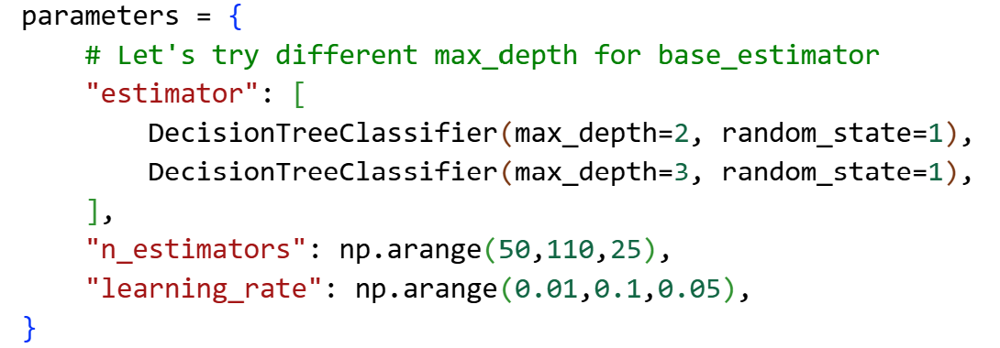 parameters = {
    # Let's try different max_depth for base_estimator
    "estimator": [
        DecisionTreeClassifier(max_depth=2, random_state=1),
        DecisionTreeClassifier(max_depth=3, random_state=1),
    ],
    "n_estimators": np.arange(50,110,25),
    "learning_rate": np.arange(0.01,0.1,0.05),
}